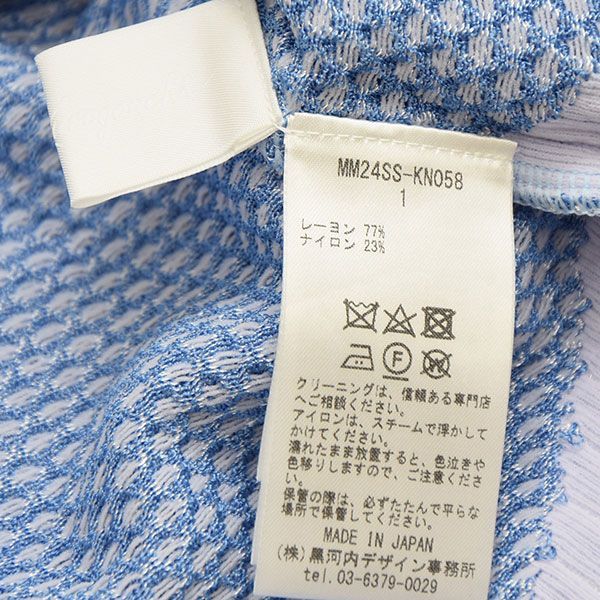 MM24SS-KN058
1
レーヨン 77%
ナイロン 23%
クリーニングは、信頼ある専門店
へご相談ください。
アイロンは、スチームで浮かして
かけてください。
濡れたまま放置すると、色泣きや
色移りしますので、ご注意
ください。
保管の際は、必ずたたんで平らな
場所で保管してください。
MADE IN JAPAN
(株)黒河内デザイン事務所
tel.03-6379-0029